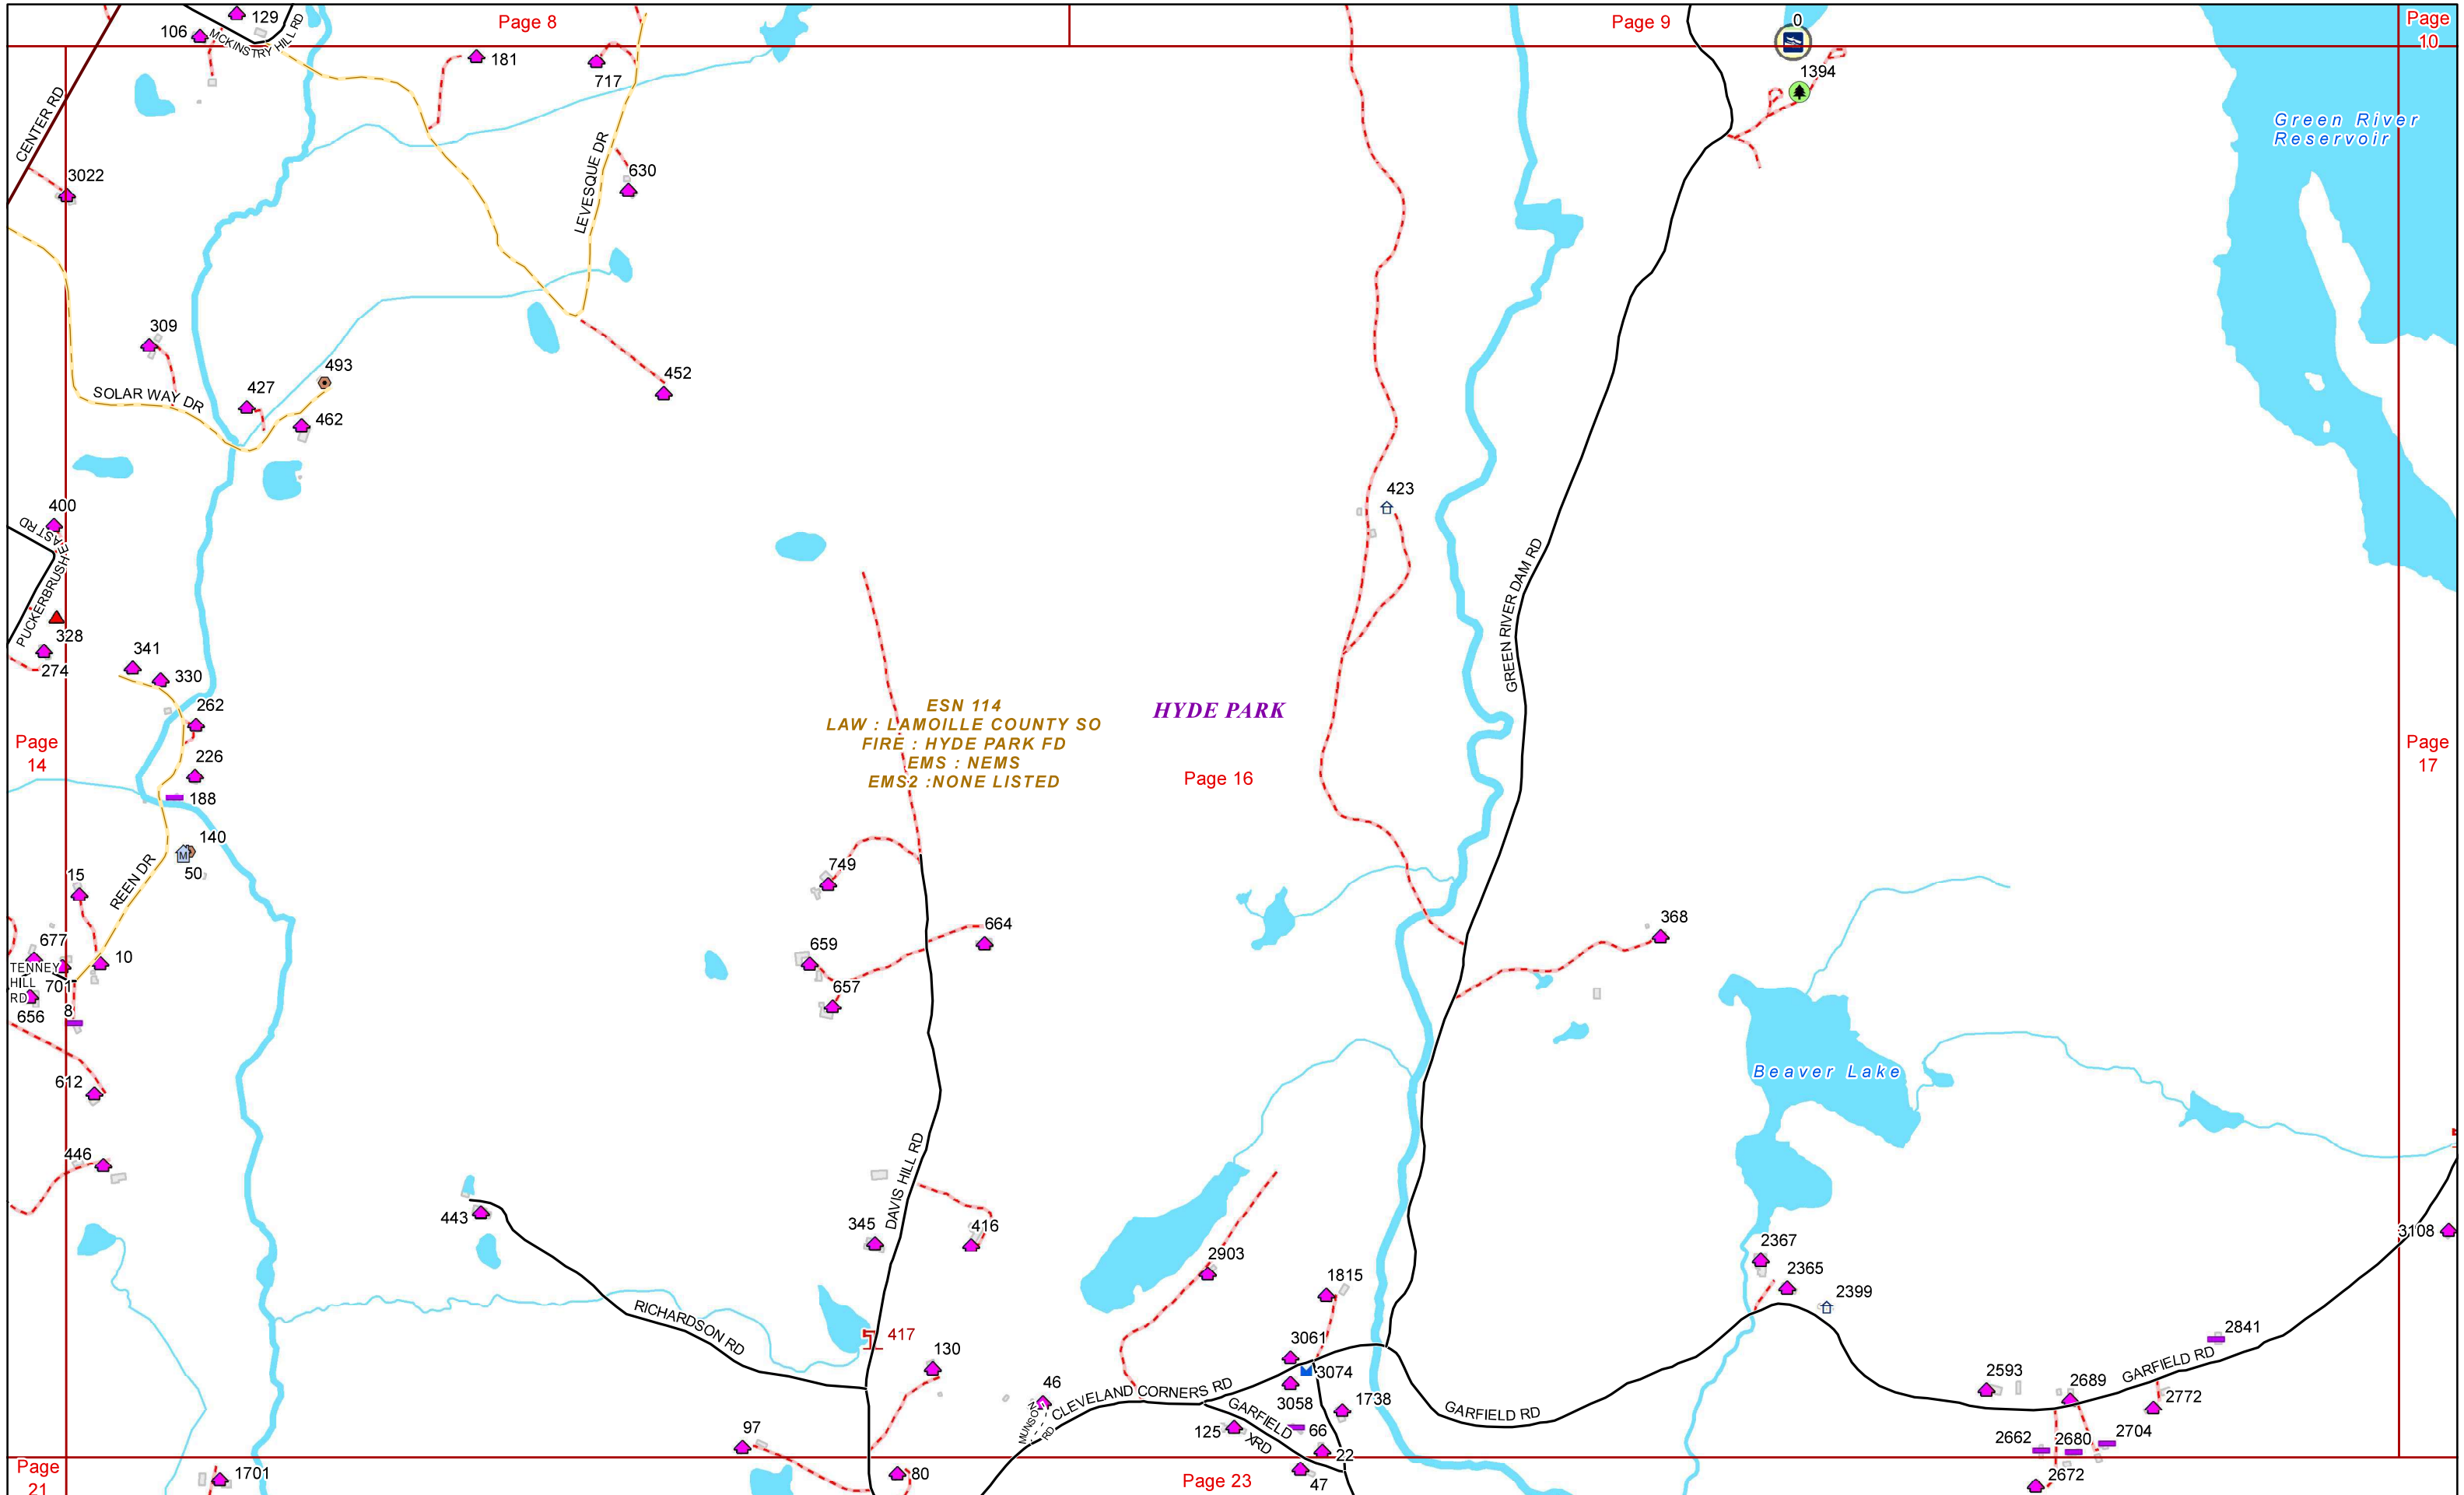 129
Page 8
Page 9
0
Page
10
106
MCKINSTRY HILL RD
181
717
1394
CENTER RD
Green River
Reservoir
3022
LEVESQUE DR
630
309
493
452
427
SOLAR WAY DR
462
423
400
PUCKERBRUSH EAST RD
GREEN RIVER DAM RD
328
274
341
330
262
ESN 114
LAW : LAMOILLE COUNTY SO
FIRE : HYDE PARK FD
EMS : NEMS
EMS2 :NONE LISTED
HYDE PARK
Page 16
Page
14
Page
17
226
188
140
50
REEN DR
15
749
677
10
664
659
368
TENNEY
HILL
RD
701
657
656
8
612
Beaver Lake
446
DAVIS HILL RD
443
345
416
3108
2903
2367
1815
2365
2399
RICHARDSON RD
417
3061
2841
130
3074
46
CLEVELAND CORNERS RD
MUNSON
RD
3058
1738
GARFIELD RD
2593
2689
GARFIELD RD
2772
97
125
GARFIELD
XRD
66
22
2662
2680
2704
Page
21
1701
80
Page 23
47
2672